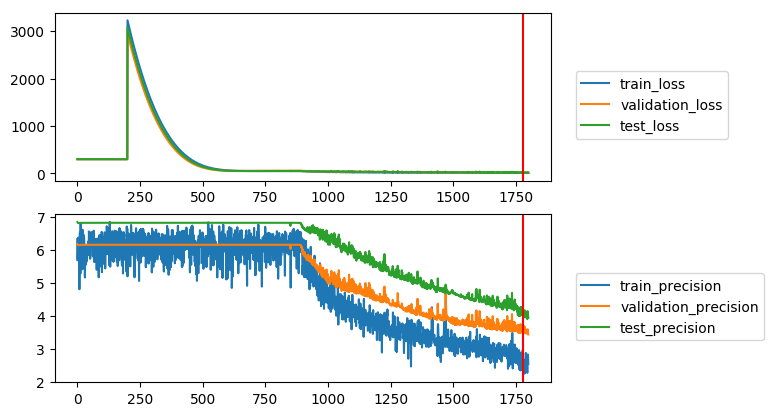 3000
2000
1000
0
0 250 500 750 1000 1250 1500 1750
train_loss
validation_loss
test_loss
7
6
5
4
3
2
0 250 500 750 1000 1250 1500 1750
train_precision
validation_precision
test_precision